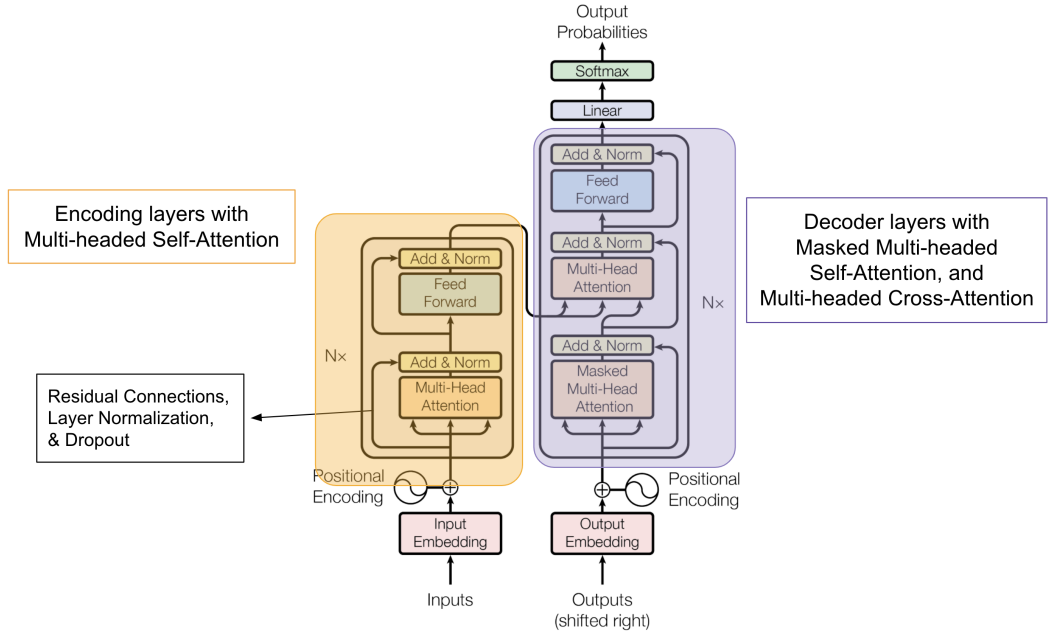 Output
Probabilities
Softmax
Linear
Add & Norm
Feed
Forward
Add & Norm
Multi-Head
Attention
Add & Norm
Masked
Multi-Head
Attention
N×
Positional
Encoding
Output
Embedding
Outputs
(shifted right)
Decoder layers with
Masked Multi-headed
Self-Attention, and
Multi-headed Cross-Attention
Encoding layers with
Multi-headed Self-Attention
Add & Norm
Feed
Forward
N×
Add & Norm
Multi-Head
Attention
Residual Connections,
Layer Normalization,
& Dropout
Positional
Encoding
Input
Embedding
Inputs